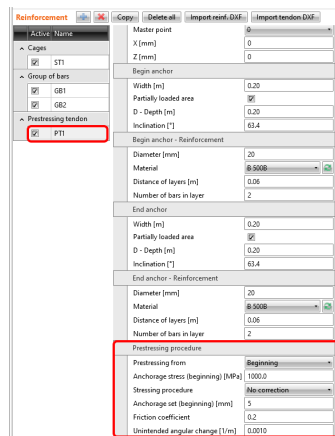 Reinforcement Copy Delete all Import reinf. DXF Import tendon DXF
Active Name
Cages
ST1
Group of bars
GB1
GB2
Prestressing tendon
PT1
Master point 0
X [mm] 0
Z [mm] 0
Begin anchor
Width [m] 0.20
Partially loaded area
D - Depth [m] 0.20
Inclination [°] 63.4
Begin anchor - Reinforcement
Diameter [mm] 20
Material B 500B
Distance of layers [m] 0.06
Number of bars in layer 2
End anchor
Width [m] 0.20
Partially loaded area
D - Depth [m] 0.20
Inclination [°] 63.4
End anchor - Reinforcement
Diameter [mm] 20
Material B 500B
Distance of layers [m] 0.06
Number of bars in layer 2
Prestressing procedure
Prestressing from Beginning
Anchorage stress (beginning) [MPa] 1000.0
Stressing procedure No correction
Anchorage set (beginning) [mm] 5
Friction coefficient 0.2
Unintended angular change [1/m] 0.0010